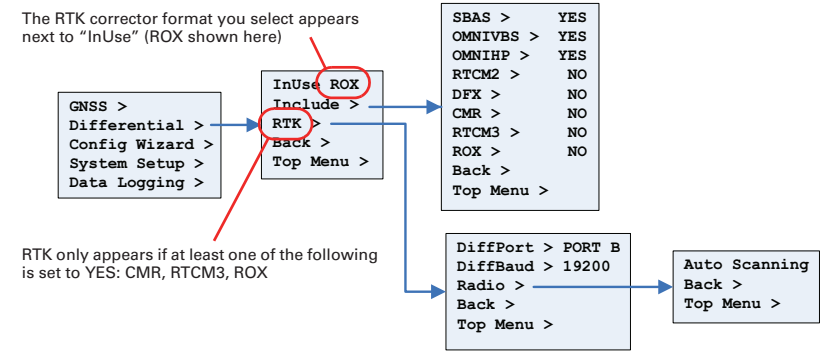 The RTK corrector format you select appears
next to “InUse” (ROX shown here)
GNSS >
Differential >
Config Wizard >
System Setup >
Data Logging >
InUse ROX
Include >
RTK >
Back >
Top Menu >
SBAS > YES
OMNIVBS > YES
OMNIHP > YES
RTCM2 > NO
DFX > NO
CMR > NO
RTCM3 > NO
ROX > NO
Back >
Top Menu >
RTK only appears if at least one of the following
is set to YES: CMR, RTCM3, ROX
DiffPort > PORT B
DiffBaud > 19200
Radio >
Back >
Top Menu >
Auto Scanning
Back >
Top Menu >